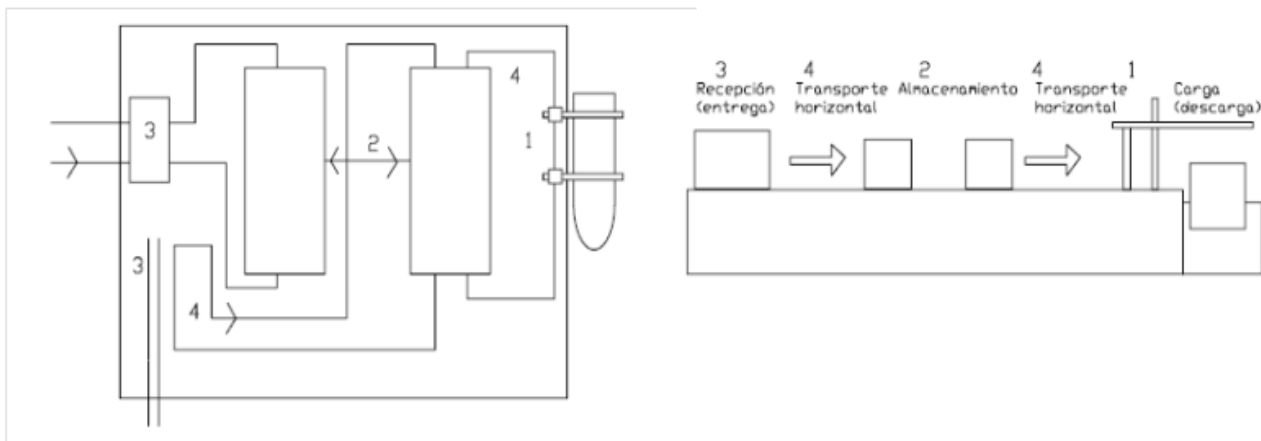 3
2
4
1
3
4
3 4 2 4 1
Recepción Transporte Almacenamiento Transporte Carga
(entrega) horizontal horizontal (descarga)